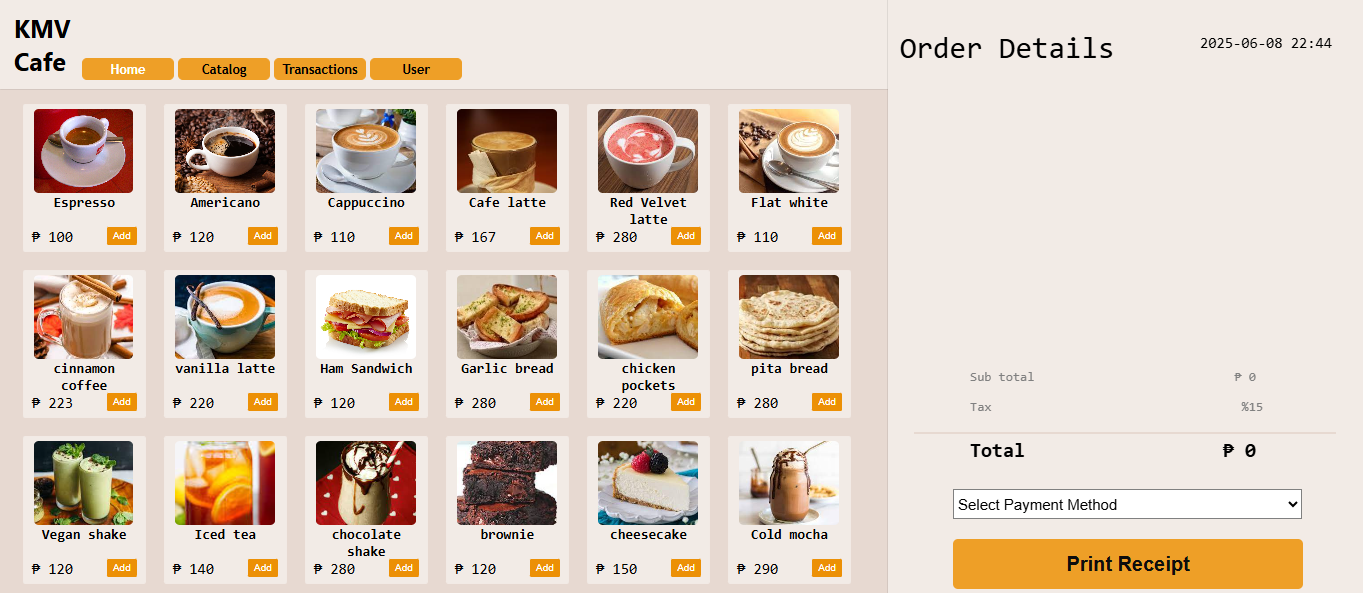 KMV
Cafe
Home
Catalog
Transactions
User
Order Details
2025-06-08 22:44
Espresso
₱ 100
Add
Americano
₱ 120
Add
Cappuccino
₱ 110
Add
Cafe latte
₱ 167
Add
Red Velvet
latte
₱ 280
Add
Flat white
₱ 110
Add
cinnamon
coffee
₱ 223
Add
vanilla latte
₱ 220
Add
Ham Sandwich
₱ 120
Add
Garlic bread
₱ 280
Add
chicken
pockets
₱ 220
Add
pita bread
₱ 280
Add
Vegan shake
₱ 120
Add
Iced tea
₱ 140
Add
chocolate
shake
₱ 280
Add
brownie
₱ 120
Add
cheesecake
₱ 150
Add
Cold mocha
₱ 290
Add
Sub total ₱ 0
Tax %15
Total ₱ 0
Select Payment Method
Print Receipt